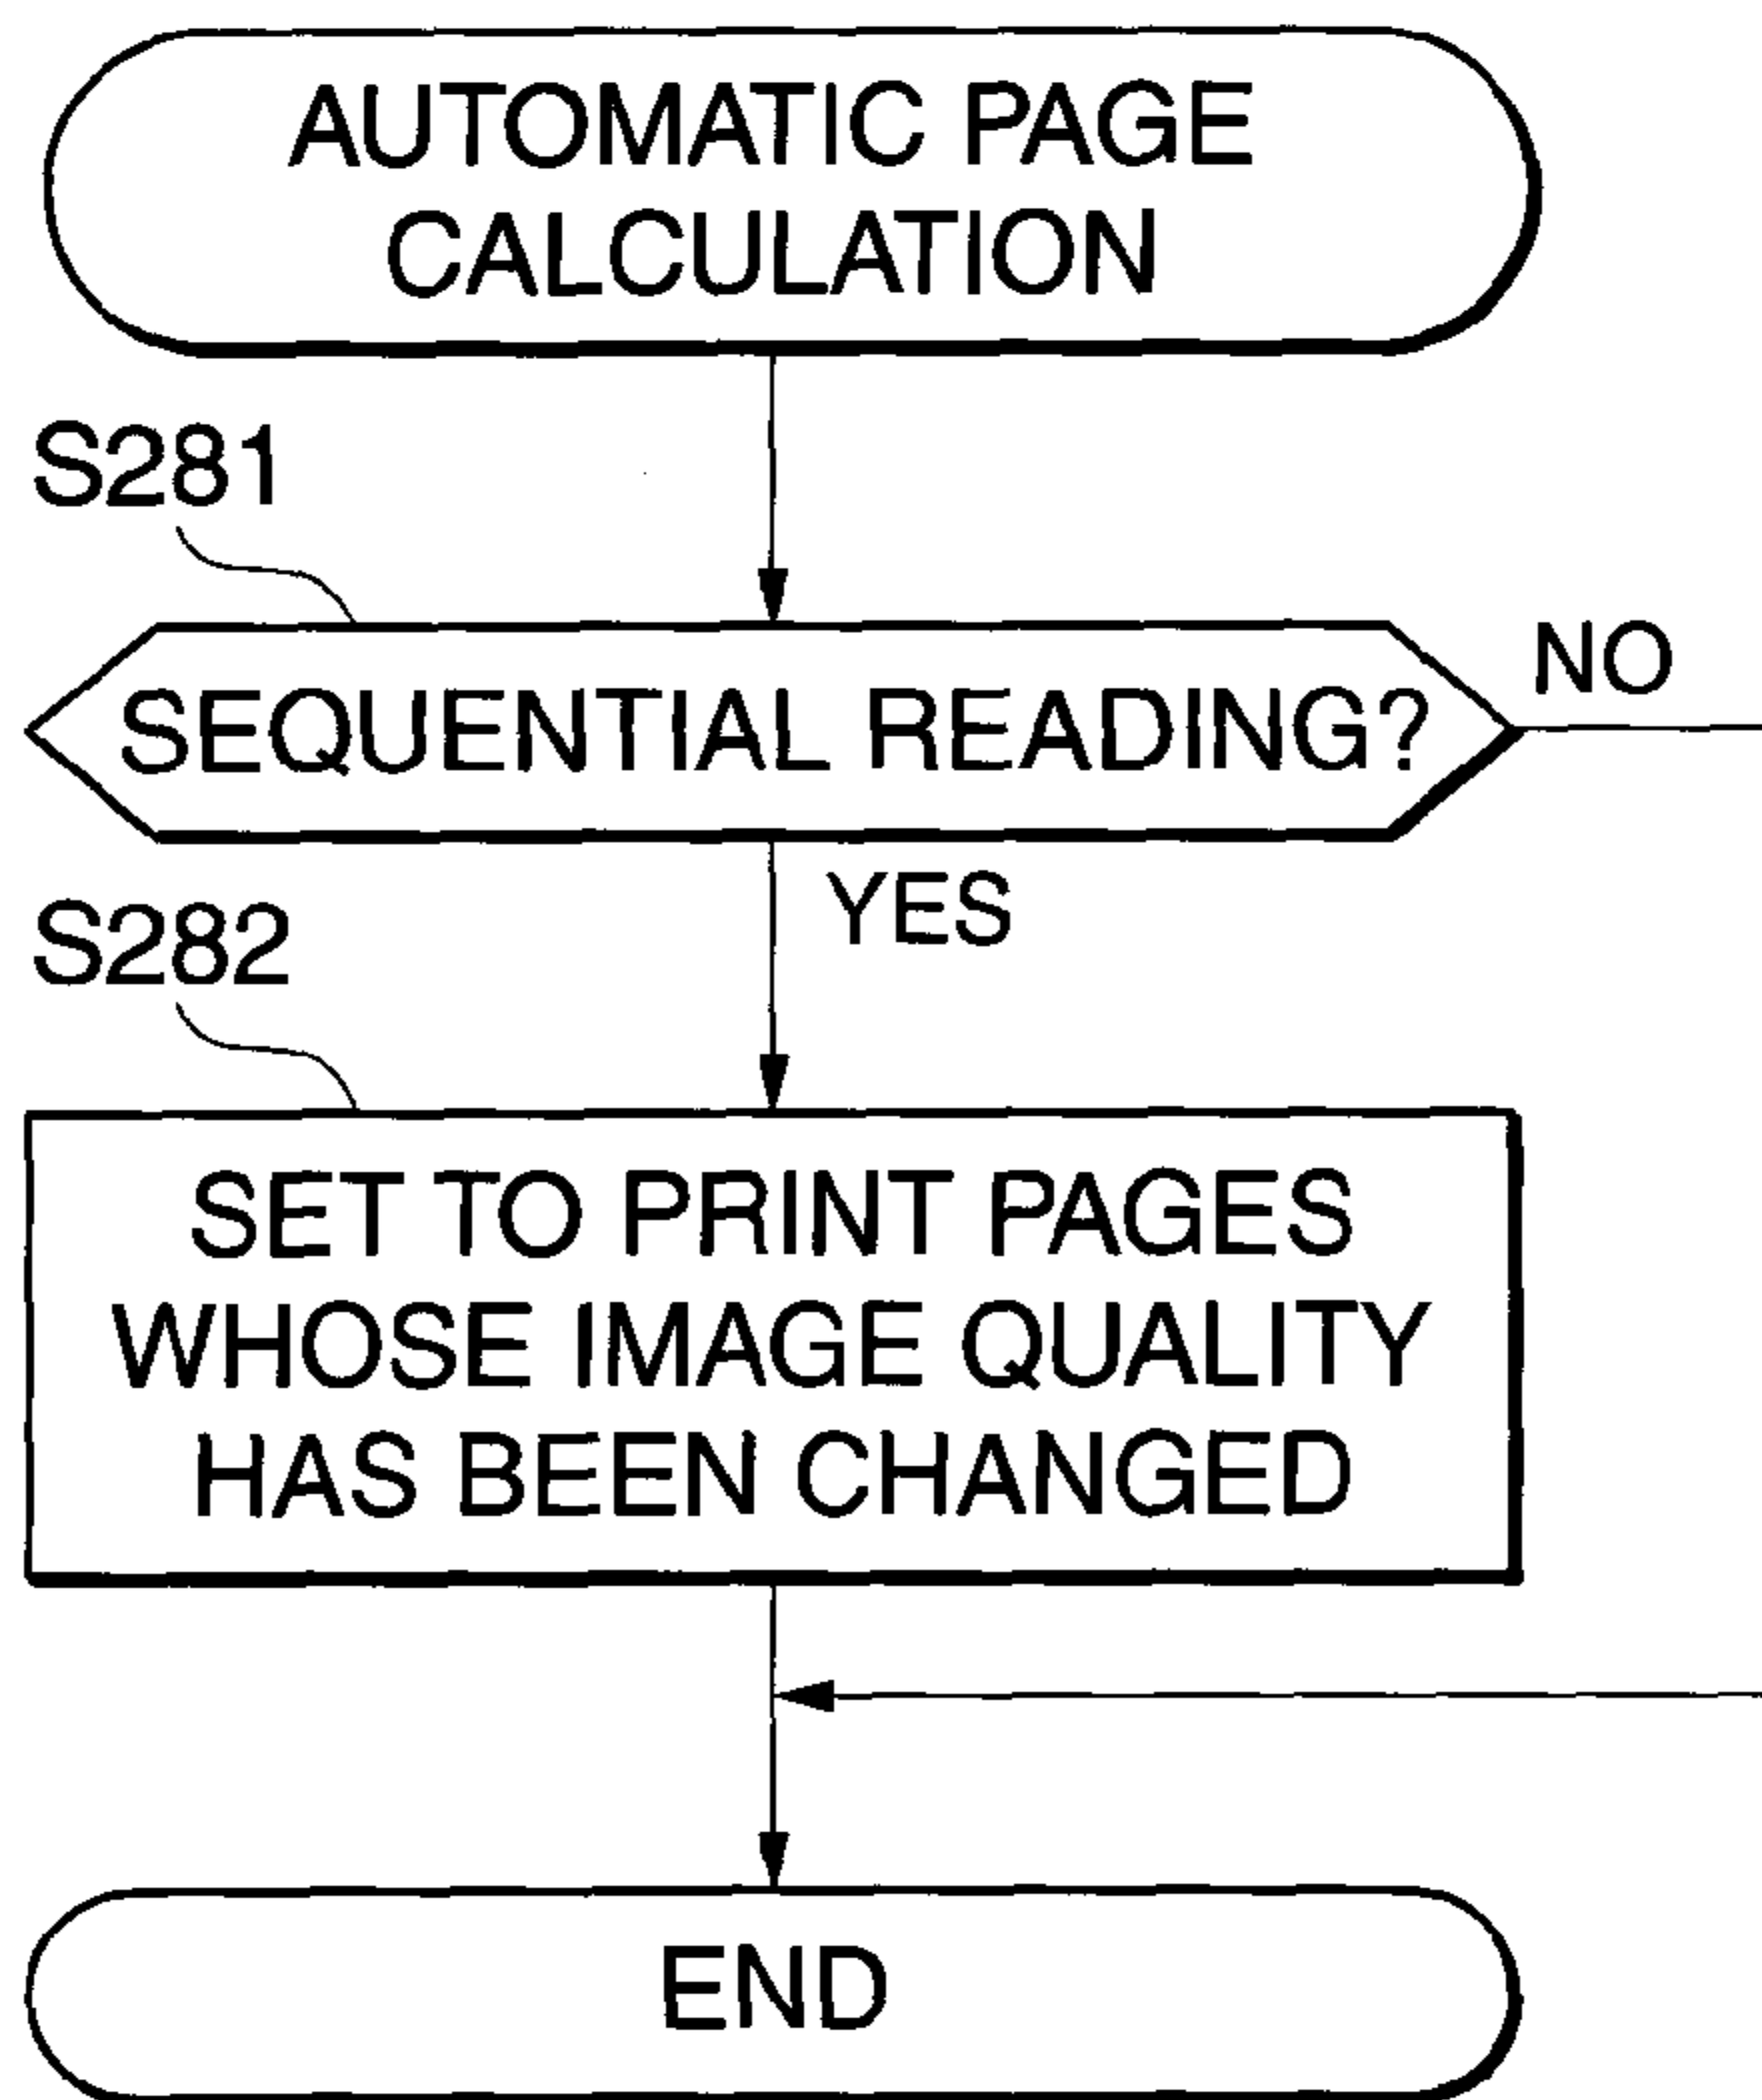 AUTOMATIC PAGE
CALCULATION
S281
SEQUENTIAL READING?
NO
YES
S282
SET TO PRINT PAGES
WHOSE IMAGE QUALITY
HAS BEEN CHANGED
END